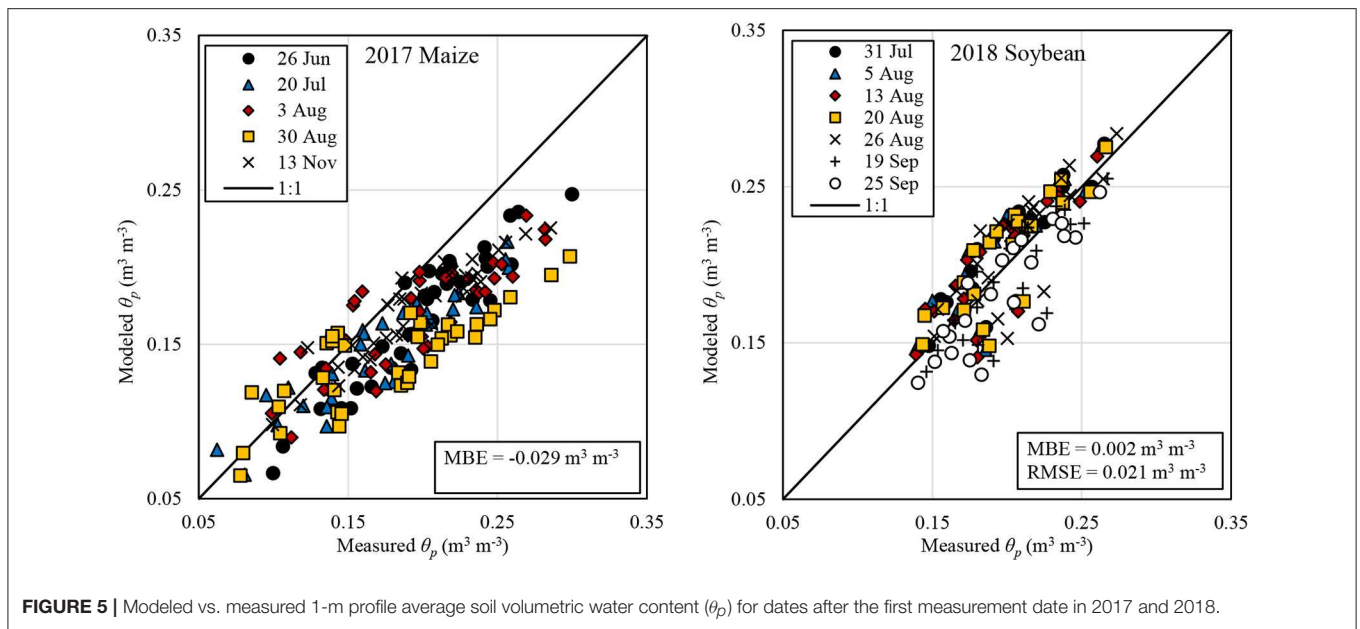 2017 Maize
26 Jun
20 Jul
3 Aug
30 Aug
13 Nov
1:1
MBE = -0.029 m³ m⁻³
0.35
0.25
0.15
0.05
Modeled θp (m³ m⁻³)
0.05 0.15 0.25 0.35
Measured θp (m³ m⁻³)
2018 Soybean
31 Jul
5 Aug
13 Aug
20 Aug
26 Aug
19 Sep
25 Sep
1:1
MBE = 0.002 m³ m⁻³
RMSE = 0.021 m³ m⁻³
0.35
0.25
0.15
0.05
Modeled θp (m³ m⁻³)
0.05 0.15 0.25 0.35
Measured θp (m³ m⁻³)
FIGURE 5 | Modeled vs. measured 1-m profile average soil volumetric water content (θp) for dates after the first measurement date in 2017 and 2018.